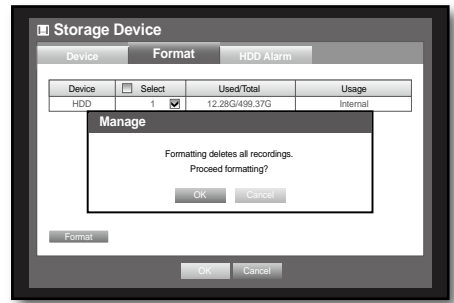 Storage Device
Device Format HDD Alarm
Device Select Used/Total Usage
HDD 1 12.28G/499.37G Internal
Manage
Formatting deletes all recordings.
Proceed formatting?
OK Cancel
Format
OK Cancel